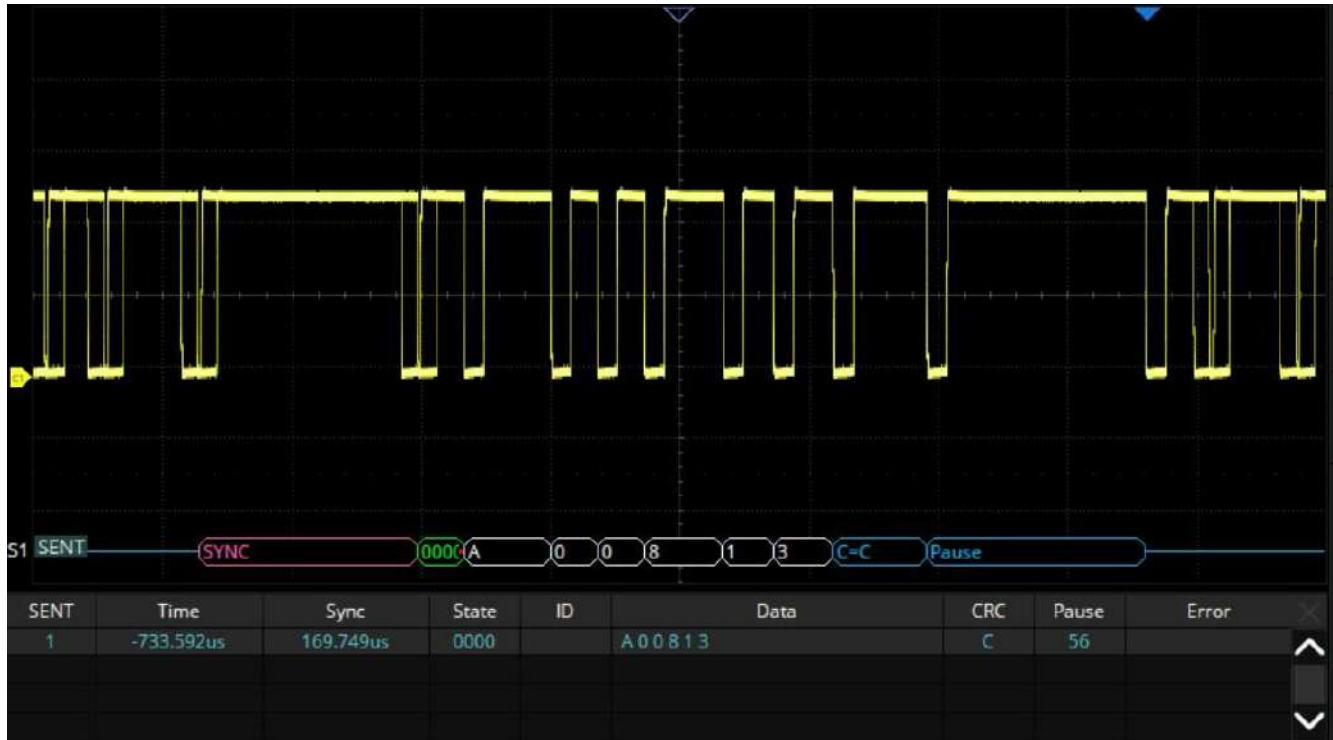 C1
S1 SENT SYNC 000 A 0 0 8 1 3 C=C Pause
SENT Time Sync State ID Data CRC Pause Error
1 -733.592us 169.749us 0000 A 0 0 8 1 3 C 56